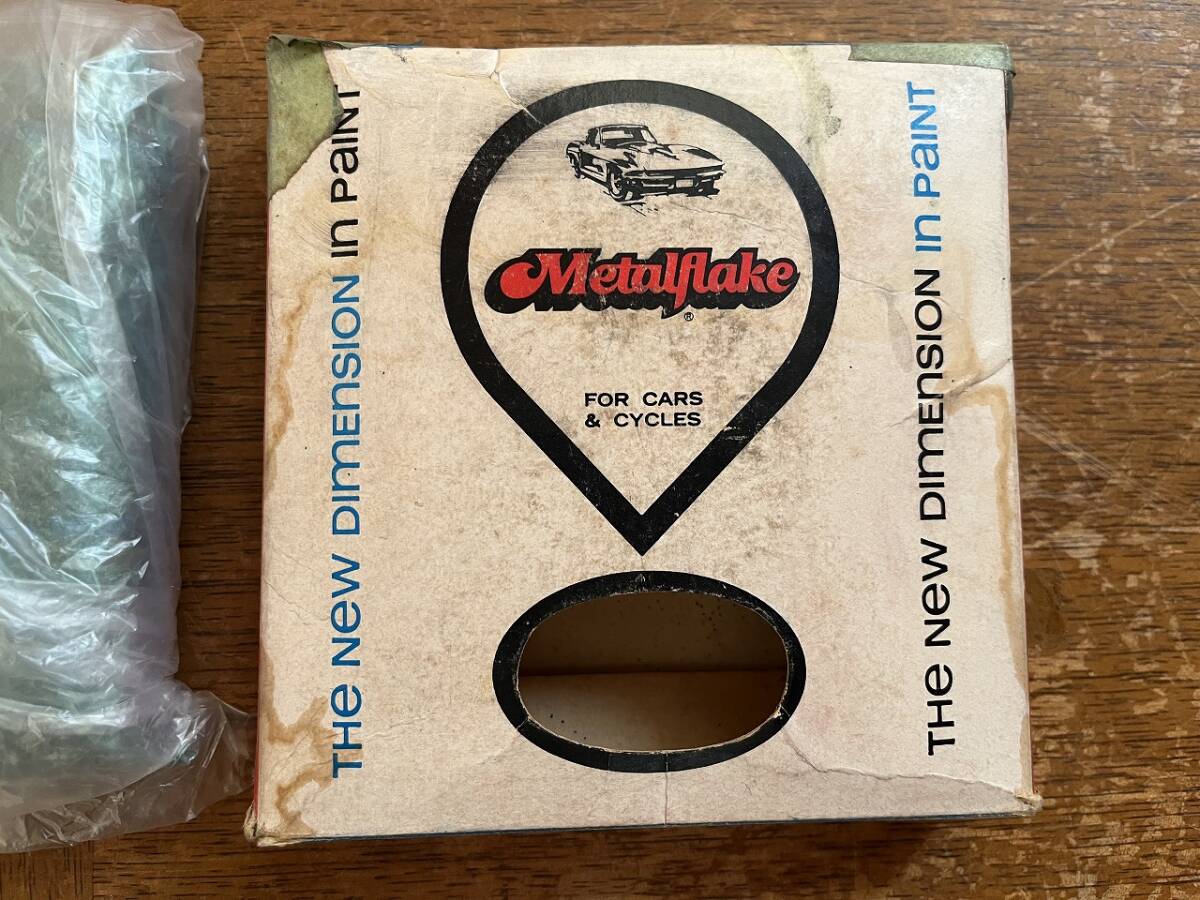 THE NEW DIMENSION IN PAINT
Metalflake
®
FOR CARS
& CYCLES
THE NEW DIMENSION IN PAINT